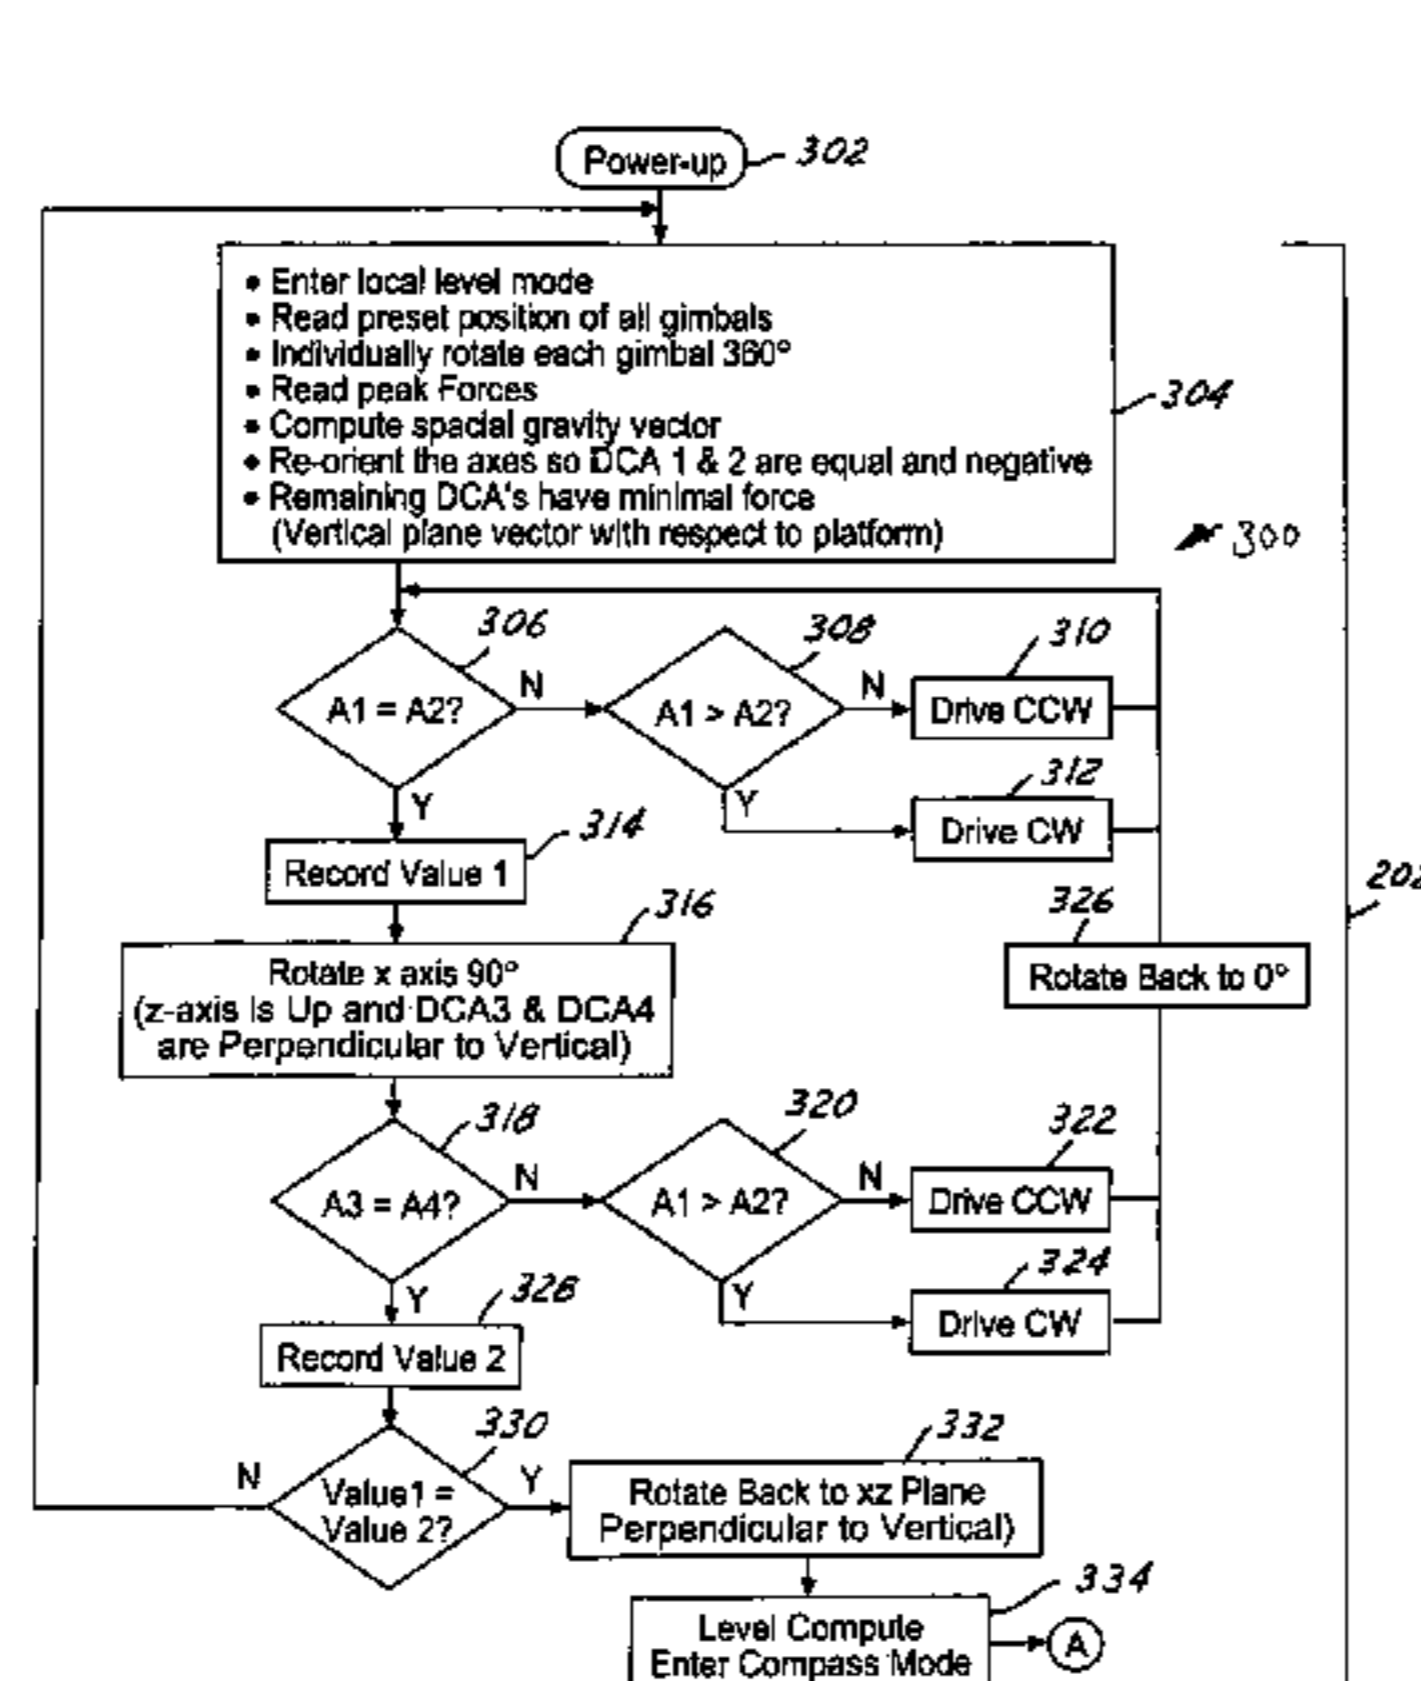 Power-up
302
• Enter local level mode
• Read preset position of all gimbals
• Individually rotate each gimbal 360°
• Read peak Forces
• Compute spacial gravity vector
• Re-orient the axes so DCA 1 & 2 are equal and negative
• Remaining DCA's have minimal force
(Vertical plane vector with respect to platform)
304
300
306
A1 = A2?
N
Y
308
A1 > A2?
N
Y
310
Drive CCW
312
Drive CW
314
Record Value 1
316
Rotate x axis 90°
(z-axis is Up and DCA3 & DCA4
are Perpendicular to Vertical)
326
Rotate Back to 0°
202
318
A3 = A4?
N
Y
320
A1 > A2?
N
Y
322
Drive CCW
324
Drive CW
328
Record Value 2
330
Value1 =
Value 2?
N
Y
332
Rotate Back to xz Plane
Perpendicular to Vertical)
334
Level Compute
Enter Compass Mode
A